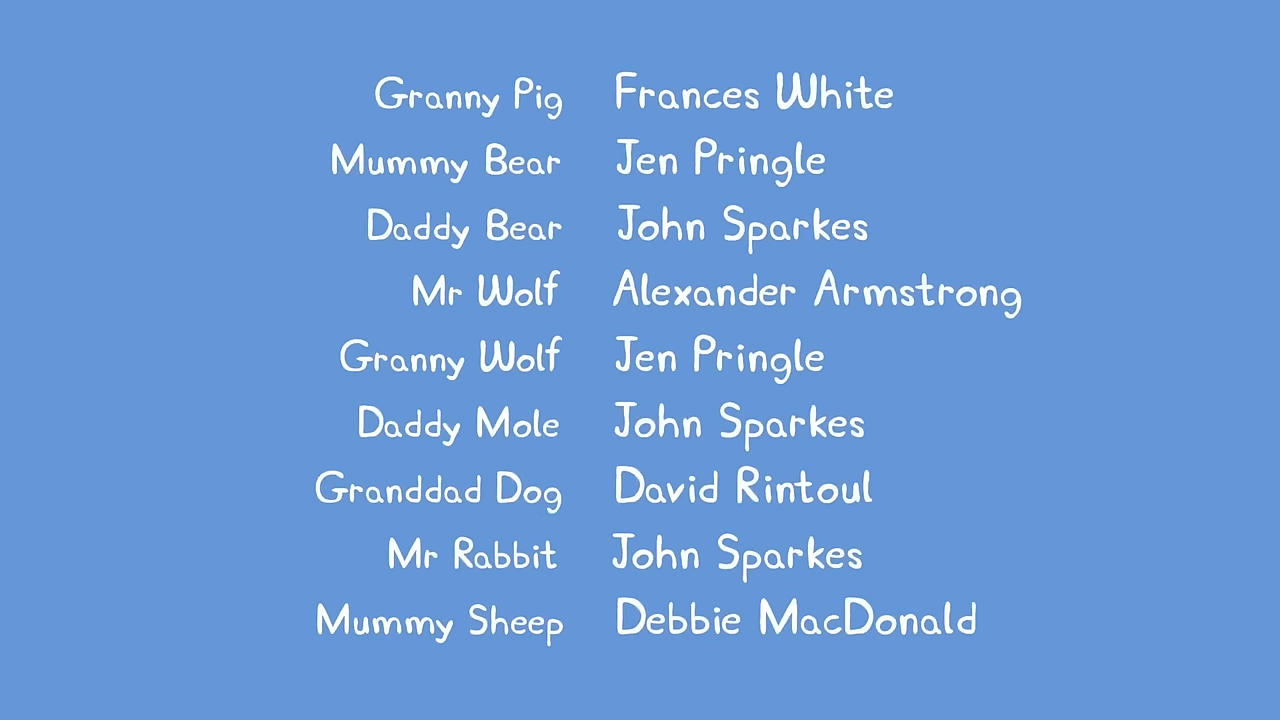 Granny Pig Frances White
Mummy Bear Jen Pringle
Daddy Bear John Sparkes
Mr Wolf Alexander Armstrong
Granny Wolf Jen Pringle
Daddy Mole John Sparkes
Granddad Dog David Rintoul
Mr Rabbit John Sparkes
Mummy Sheep Debbie MacDonald